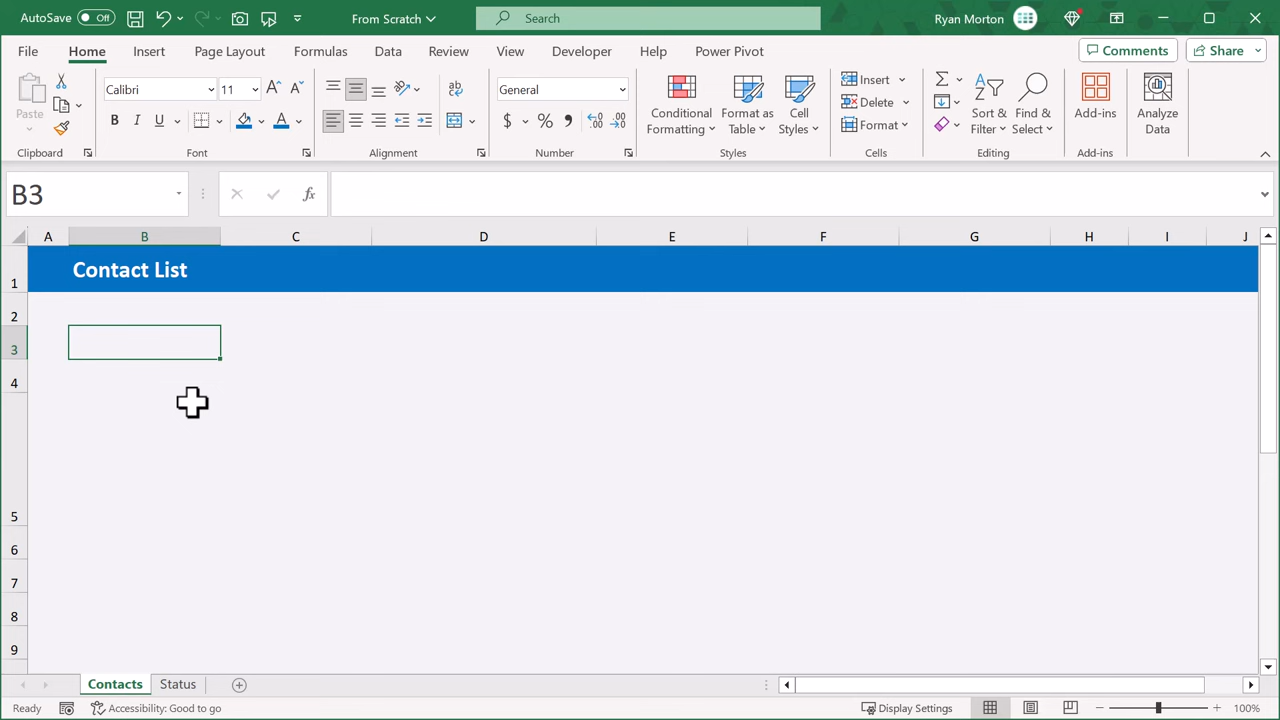 AutoSave Off From Scratch Search Ryan Morton
File Home Insert Page Layout Formulas Data Review View Developer Help Power Pivot Comments Share
Paste Calibri 11 A A ab General Insert Σ
B I U A $ % , Conditional Formatting Format as Table Cell Styles Delete Sort & Filter Find & Select Add-ins Analyze Data
Format
Clipboard Font Alignment Number Styles Cells Editing Add-ins
B3 fx
A B C D E F G H I J
1 Contact List
2
3
4
5
6
7
8
9
Contacts Status
Ready Accessibility: Good to go Display Settings 100%